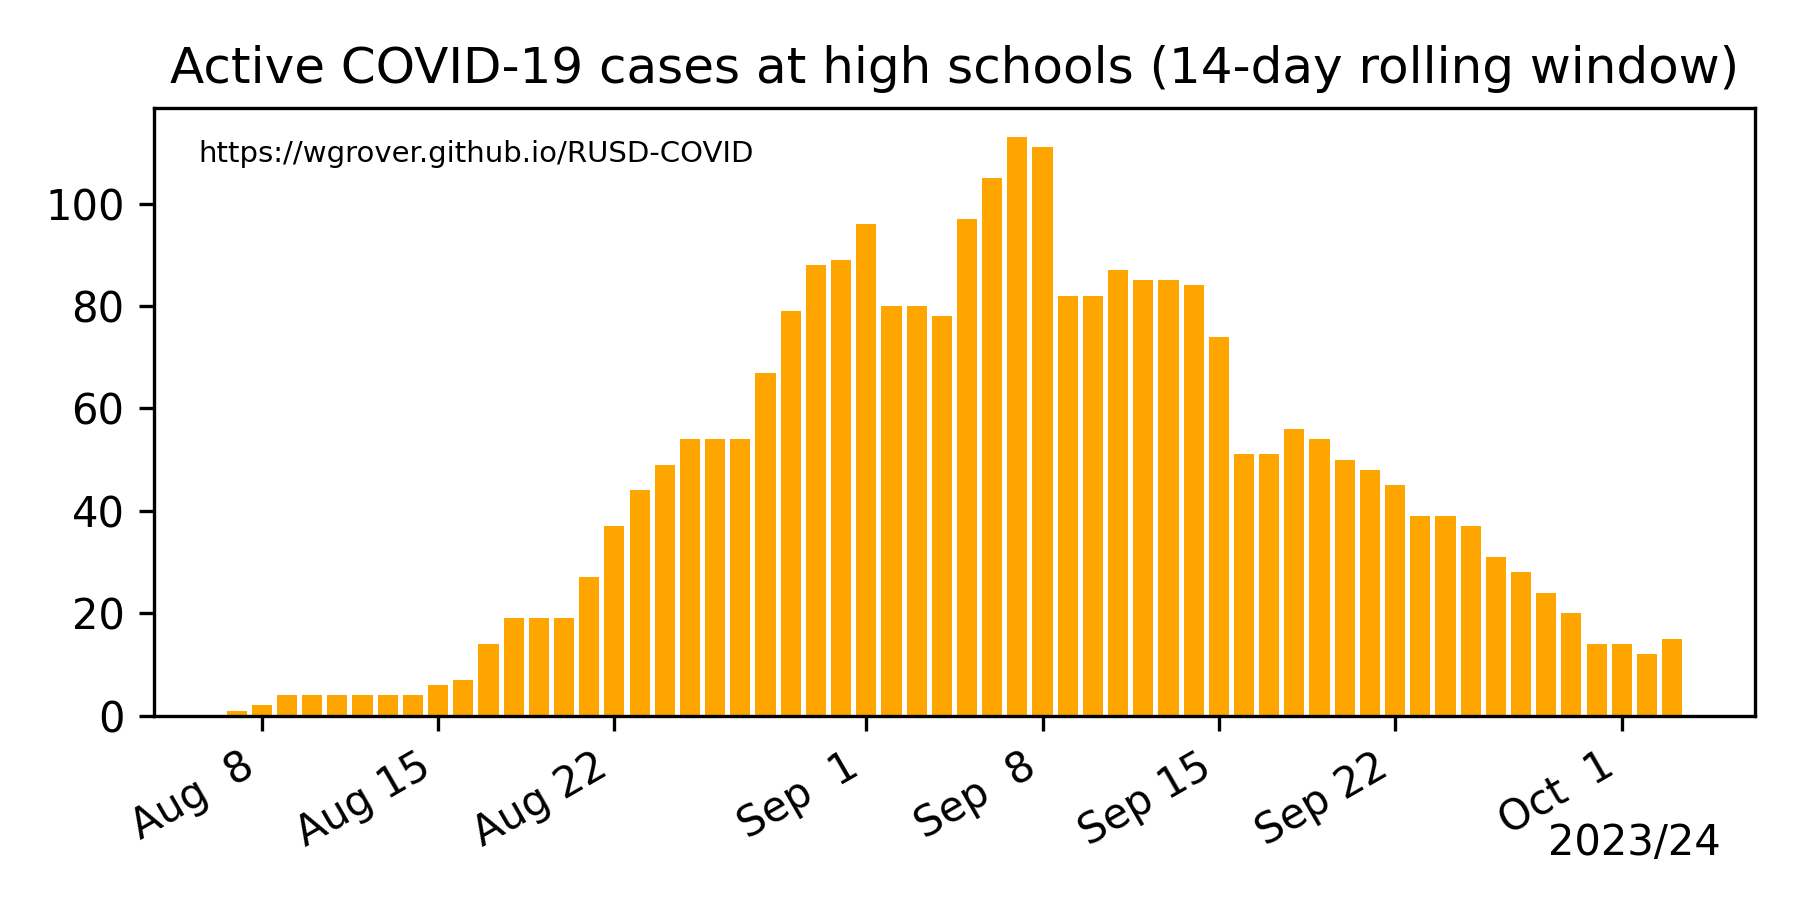 Active COVID-19 cases at high schools (14-day rolling window)
https://wgrover.github.io/RUSD-COVID
100
80
60
40
20
0
Aug 8
Aug 15
Aug 22
Sep 1
Sep 8
Sep 15
Sep 22
Oct 1
2023/24